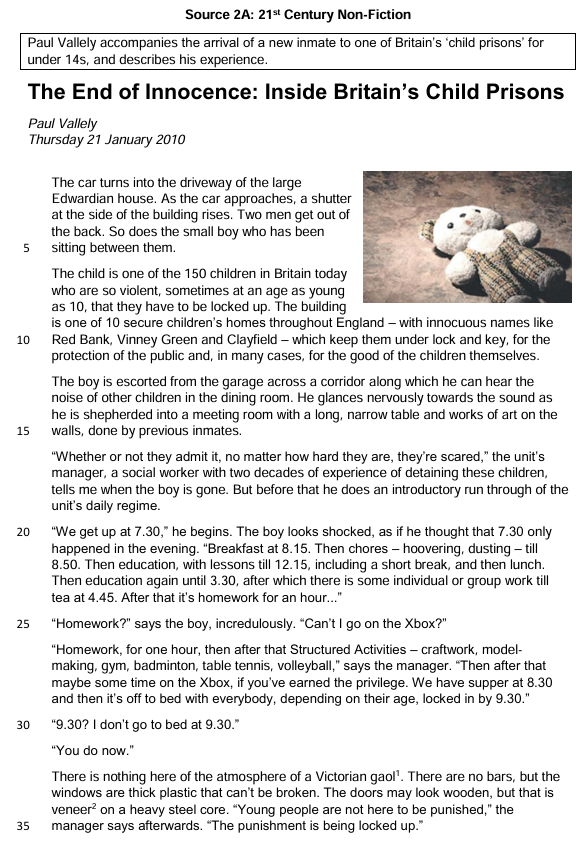 Source 2A: 21st Century Non-Fiction
Paul Vallely accompanies the arrival of a new inmate to one of Britain's 'child prisons' for
under 14s, and describes his experience.
The End of Innocence: Inside Britain's Child Prisons
Paul Vallely
Thursday 21 January 2010
The car turns into the driveway of the large
Edwardian house. As the car approaches, a shutter
at the side of the building rises. Two men get out of
the back. So does the small boy who has been
5 sitting between them.
The child is one of the 150 children in Britain today
who are so violent, sometimes at an age as young
as 10, that they have to be locked up. The building
is one of 10 secure children's homes throughout England – with innocuous names like
10 Red Bank, Vinney Green and Clayfield – which keep them under lock and key, for the
protection of the public and, in many cases, for the good of the children themselves.
The boy is escorted from the garage across a corridor along which he can hear the
noise of other children in the dining room. He glances nervously towards the sound as
he is shepherded into a meeting room with a long, narrow table and works of art on the
15 walls, done by previous inmates.
"Whether or not they admit it, no matter how hard they are, they're scared," the unit's
manager, a social worker with two decades of experience of detaining these children,
tells me when the boy is gone. But before that he does an introductory run through of the
unit's daily regime.
20 "We get up at 7.30," he begins. The boy looks shocked, as if he thought that 7.30 only
happened in the evening. "Breakfast at 8.15. Then chores – hoovering, dusting – till
8.50. Then education, with lessons till 12.15, including a short break, and then lunch.
Then education again until 3.30, after which there is some individual or group work till
tea at 4.45. After that it's homework for an hour..."
25 "Homework?" says the boy, incredulously. "Can't I go on the Xbox?"
"Homework, for one hour, then after that Structured Activities – craftwork, model-
making, gym, badminton, table tennis, volleyball," says the manager. "Then after that
maybe some time on the Xbox, if you've earned the privilege. We have supper at 8.30
and then it's off to bed with everybody, depending on their age, locked in by 9.30."
30 "9.30? I don't go to bed at 9.30."
"You do now."
There is nothing here of the atmosphere of a Victorian gaol¹. There are no bars, but the
windows are thick plastic that can't be broken. The doors may look wooden, but that is
veneer² on a heavy steel core. "Young people are not here to be punished," the
35 manager says afterwards. "The punishment is being locked up."